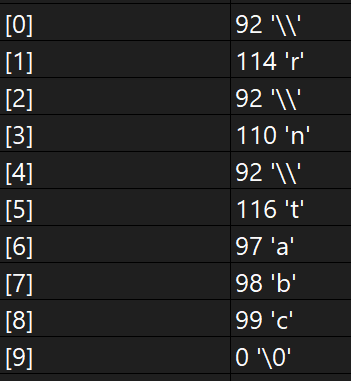 [0] 92 '\\'
[1] 114 'r'
[2] 92 '\\'
[3] 110 'n'
[4] 92 '\\'
[5] 116 't'
[6] 97 'a'
[7] 98 'b'
[8] 99 'c'
[9] 0 '\0'